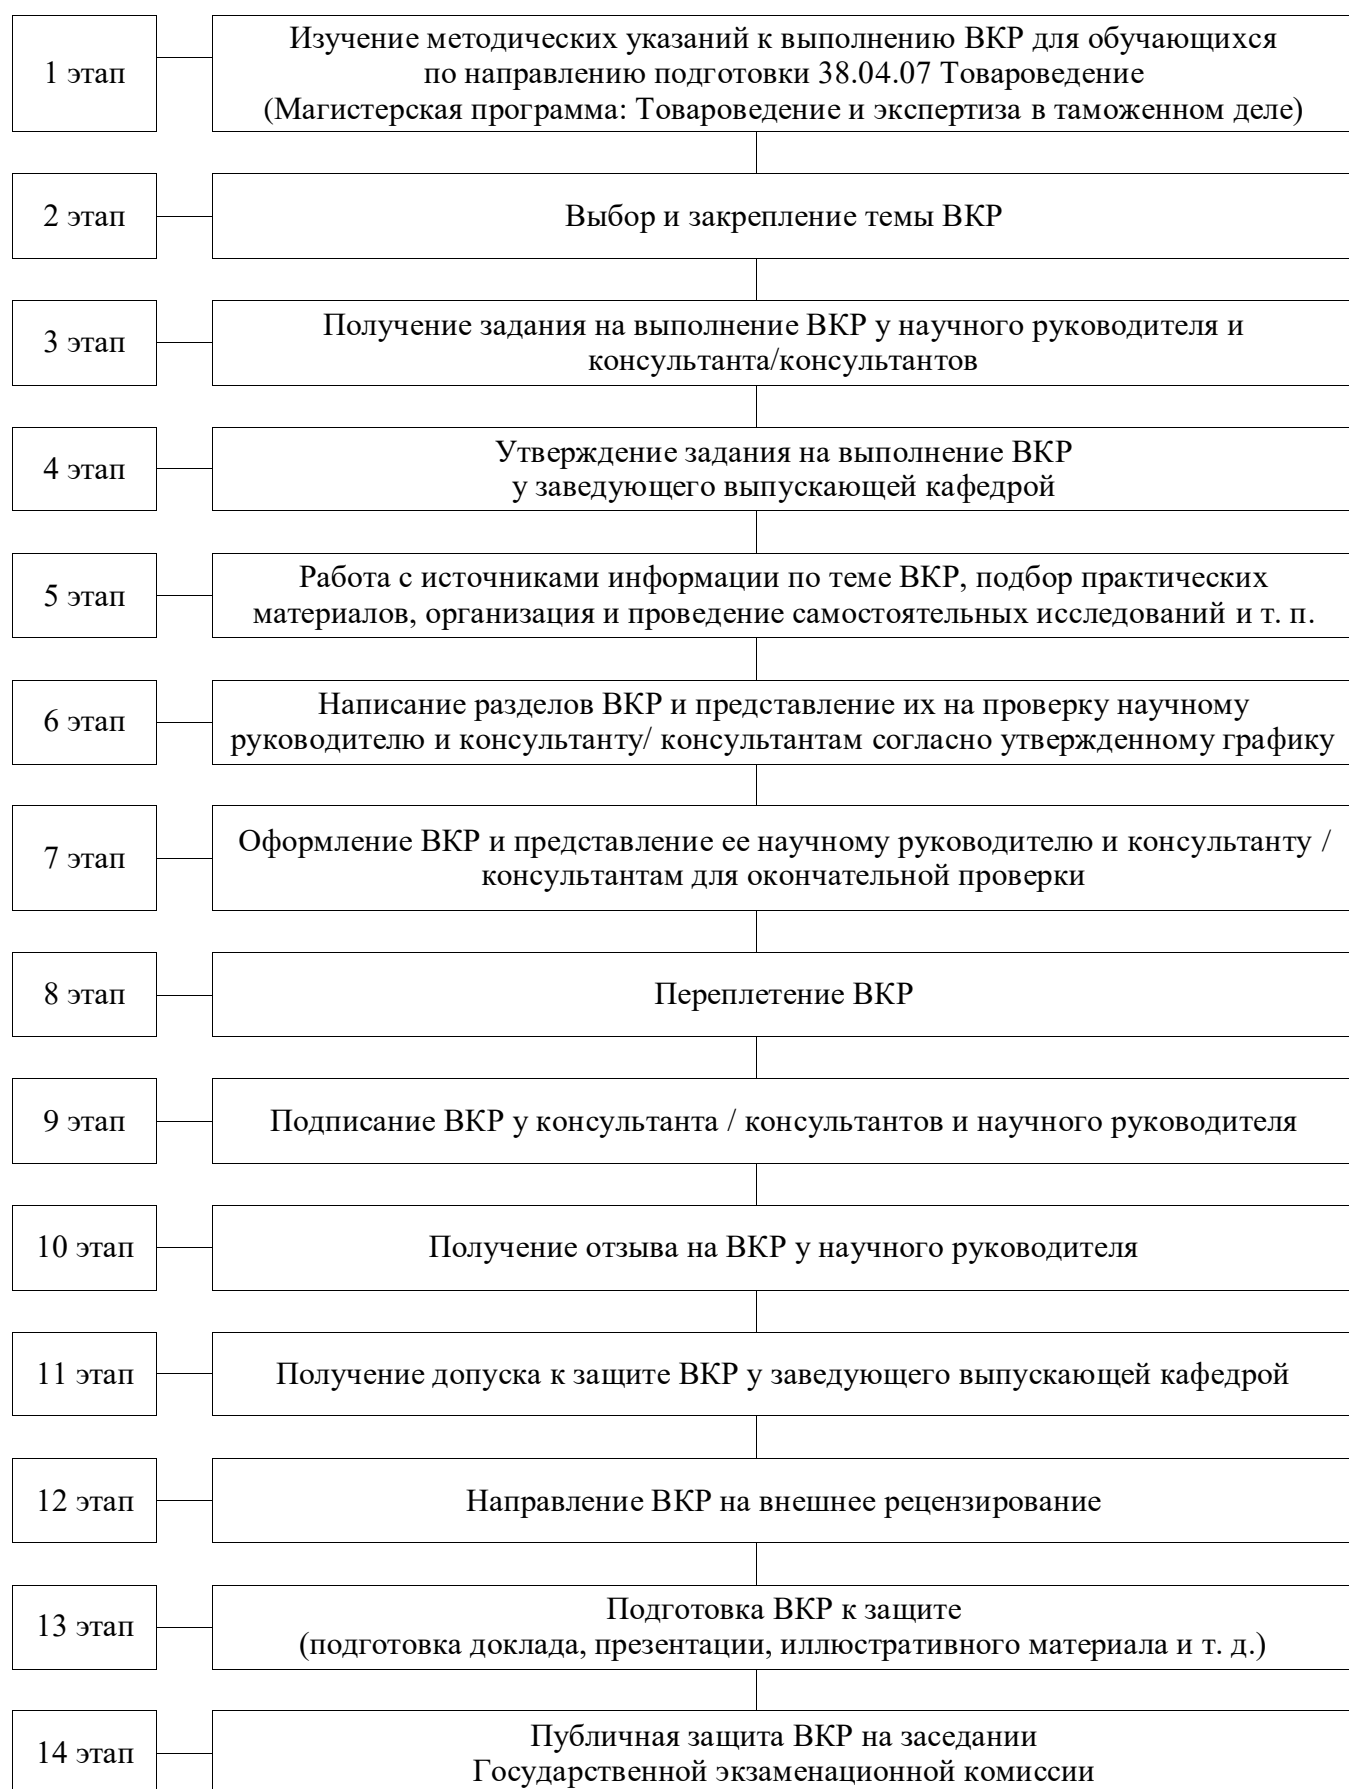 1 этап
Изучение методических указаний к выполнению ВКР для обучающихся
по направлению подготовки 38.04.07 Товароведение
(Магистерская программа: Товароведение и экспертиза в таможенном деле)
2 этап
Выбор и закрепление темы ВКР
3 этап
Получение задания на выполнение ВКР у научного руководителя и
консультанта/консультантов
4 этап
Утверждение задания на выполнение ВКР
у заведующего выпускающей кафедрой
5 этап
Работа с источниками информации по теме ВКР, подбор практических
материалов, организация и проведение самостоятельных исследований и т. п.
6 этап
Написание разделов ВКР и представление их на проверку научному
руководителю и консультанту/ консультантам согласно утвержденному графику
7 этап
Оформление ВКР и представление ее научному руководителю и консультанту /
консультантам для окончательной проверки
8 этап
Переплетение ВКР
9 этап
Подписание ВКР у консультанта / консультантов и научного руководителя
10 этап
Получение отзыва на ВКР у научного руководителя
11 этап
Получение допуска к защите ВКР у заведующего выпускающей кафедрой
12 этап
Направление ВКР на внешнее рецензирование
13 этап
Подготовка ВКР к защите
(подготовка доклада, презентации, иллюстративного материала и т. д.)
14 этап
Публичная защита ВКР на заседании
Государственной экзаменационной комиссии